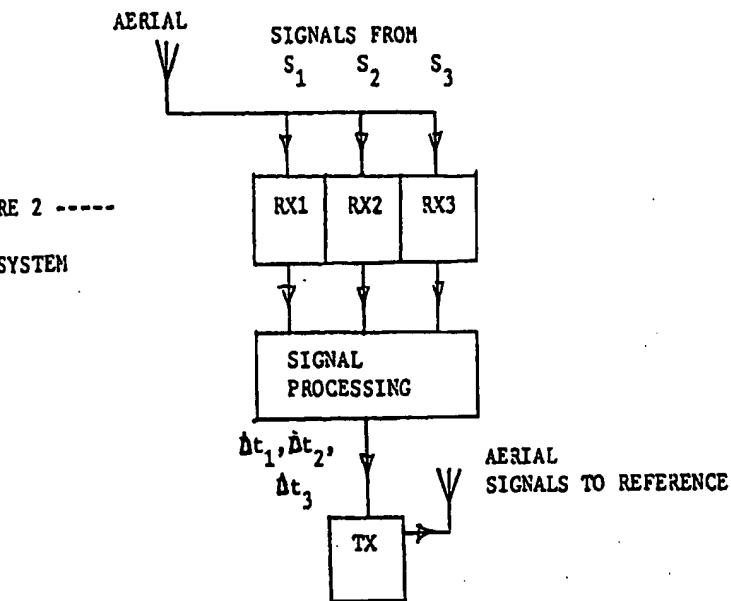 AERIAL
SIGNALS FROM
S1 S2 S3
RE 2 -----
SYSTEM
RX1 RX2 RX3
SIGNAL
PROCESSING
Δt1, Δt2,
Δt3
AERIAL
SIGNALS TO REFERENCE
TX